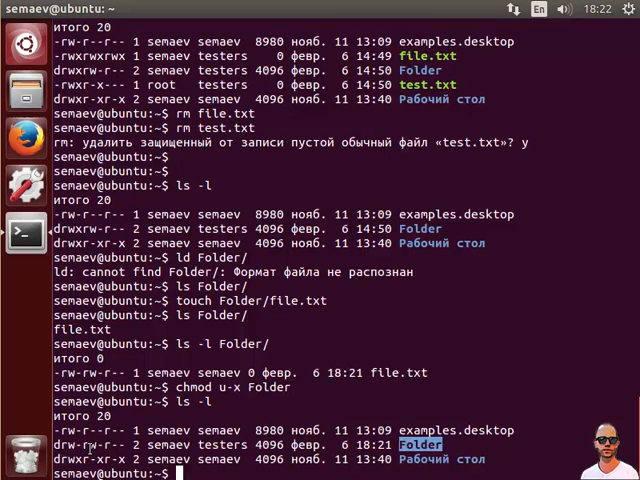 semaev@ubuntu: ~ En 18:22
итого 20
-rw-r--r-- 1 semaev semaev 8980 нояб. 11 13:09 examples.desktop
-rwxrwxrwx 1 semaev testers 0 февр. 6 14:49 file.txt
drwxrw-r-- 2 semaev testers 4096 февр. 6 14:50 Folder
-rwxr-x--- 1 root testers 0 февр. 6 14:50 test.txt
drwxr-xr-x 2 semaev semaev 4096 нояб. 11 13:40 Рабочий стол
semaev@ubuntu:~$ rm file.txt
semaev@ubuntu:~$ rm test.txt
rm: удалить защищенный от записи пустой обычный файл «test.txt»? y
semaev@ubuntu:~$
semaev@ubuntu:~$
semaev@ubuntu:~$ ls -l
итого 20
-rw-r--r-- 1 semaev semaev 8980 нояб. 11 13:09 examples.desktop
drwxrw-r-- 2 semaev testers 4096 февр. 6 14:50 Folder
drwxr-xr-x 2 semaev semaev 4096 нояб. 11 13:40 Рабочий стол
semaev@ubuntu:~$ ld Folder/
ld: cannot find Folder/: Формат файла не распознан
semaev@ubuntu:~$ ls Folder/
semaev@ubuntu:~$ touch Folder/file.txt
semaev@ubuntu:~$ ls Folder/
file.txt
semaev@ubuntu:~$ ls -l Folder/
итого 0
-rw-rw-r-- 1 semaev semaev 0 февр. 6 18:21 file.txt
semaev@ubuntu:~$ chmod u-x Folder
semaev@ubuntu:~$ ls -l
итого 20
-rw-r--r-- 1 semaev semaev 8980 нояб. 11 13:09 examples.desktop
drw-rw-r-- 2 semaev testers 4096 февр. 6 18:21 Folder
drwxr-xr-x 2 semaev semaev 4096 нояб. 11 13:40 Рабочий стол
semaev@ubuntu:~$